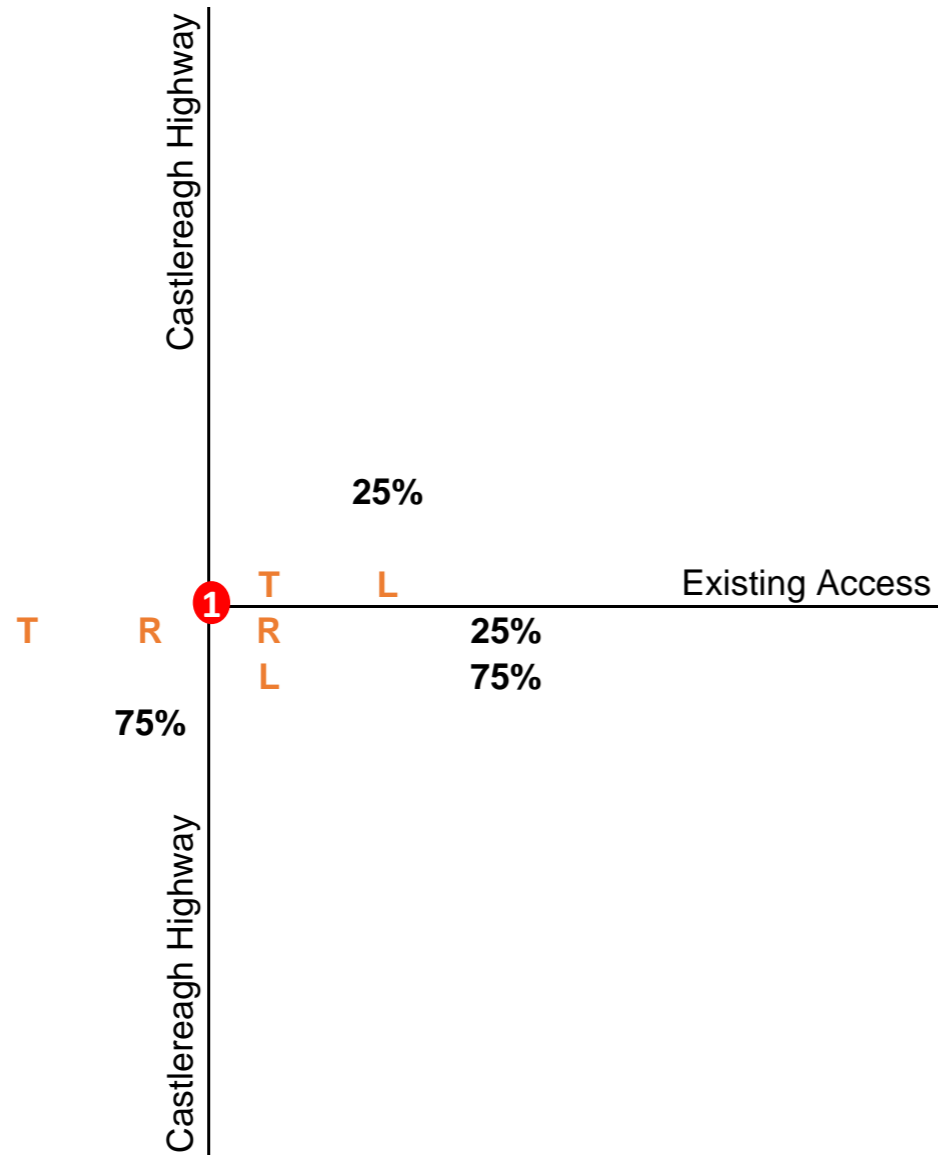 Castlereagh Highway
25%
T L Existing Access
1
T R R 25%
L 75%
75%
Castlereagh Highway